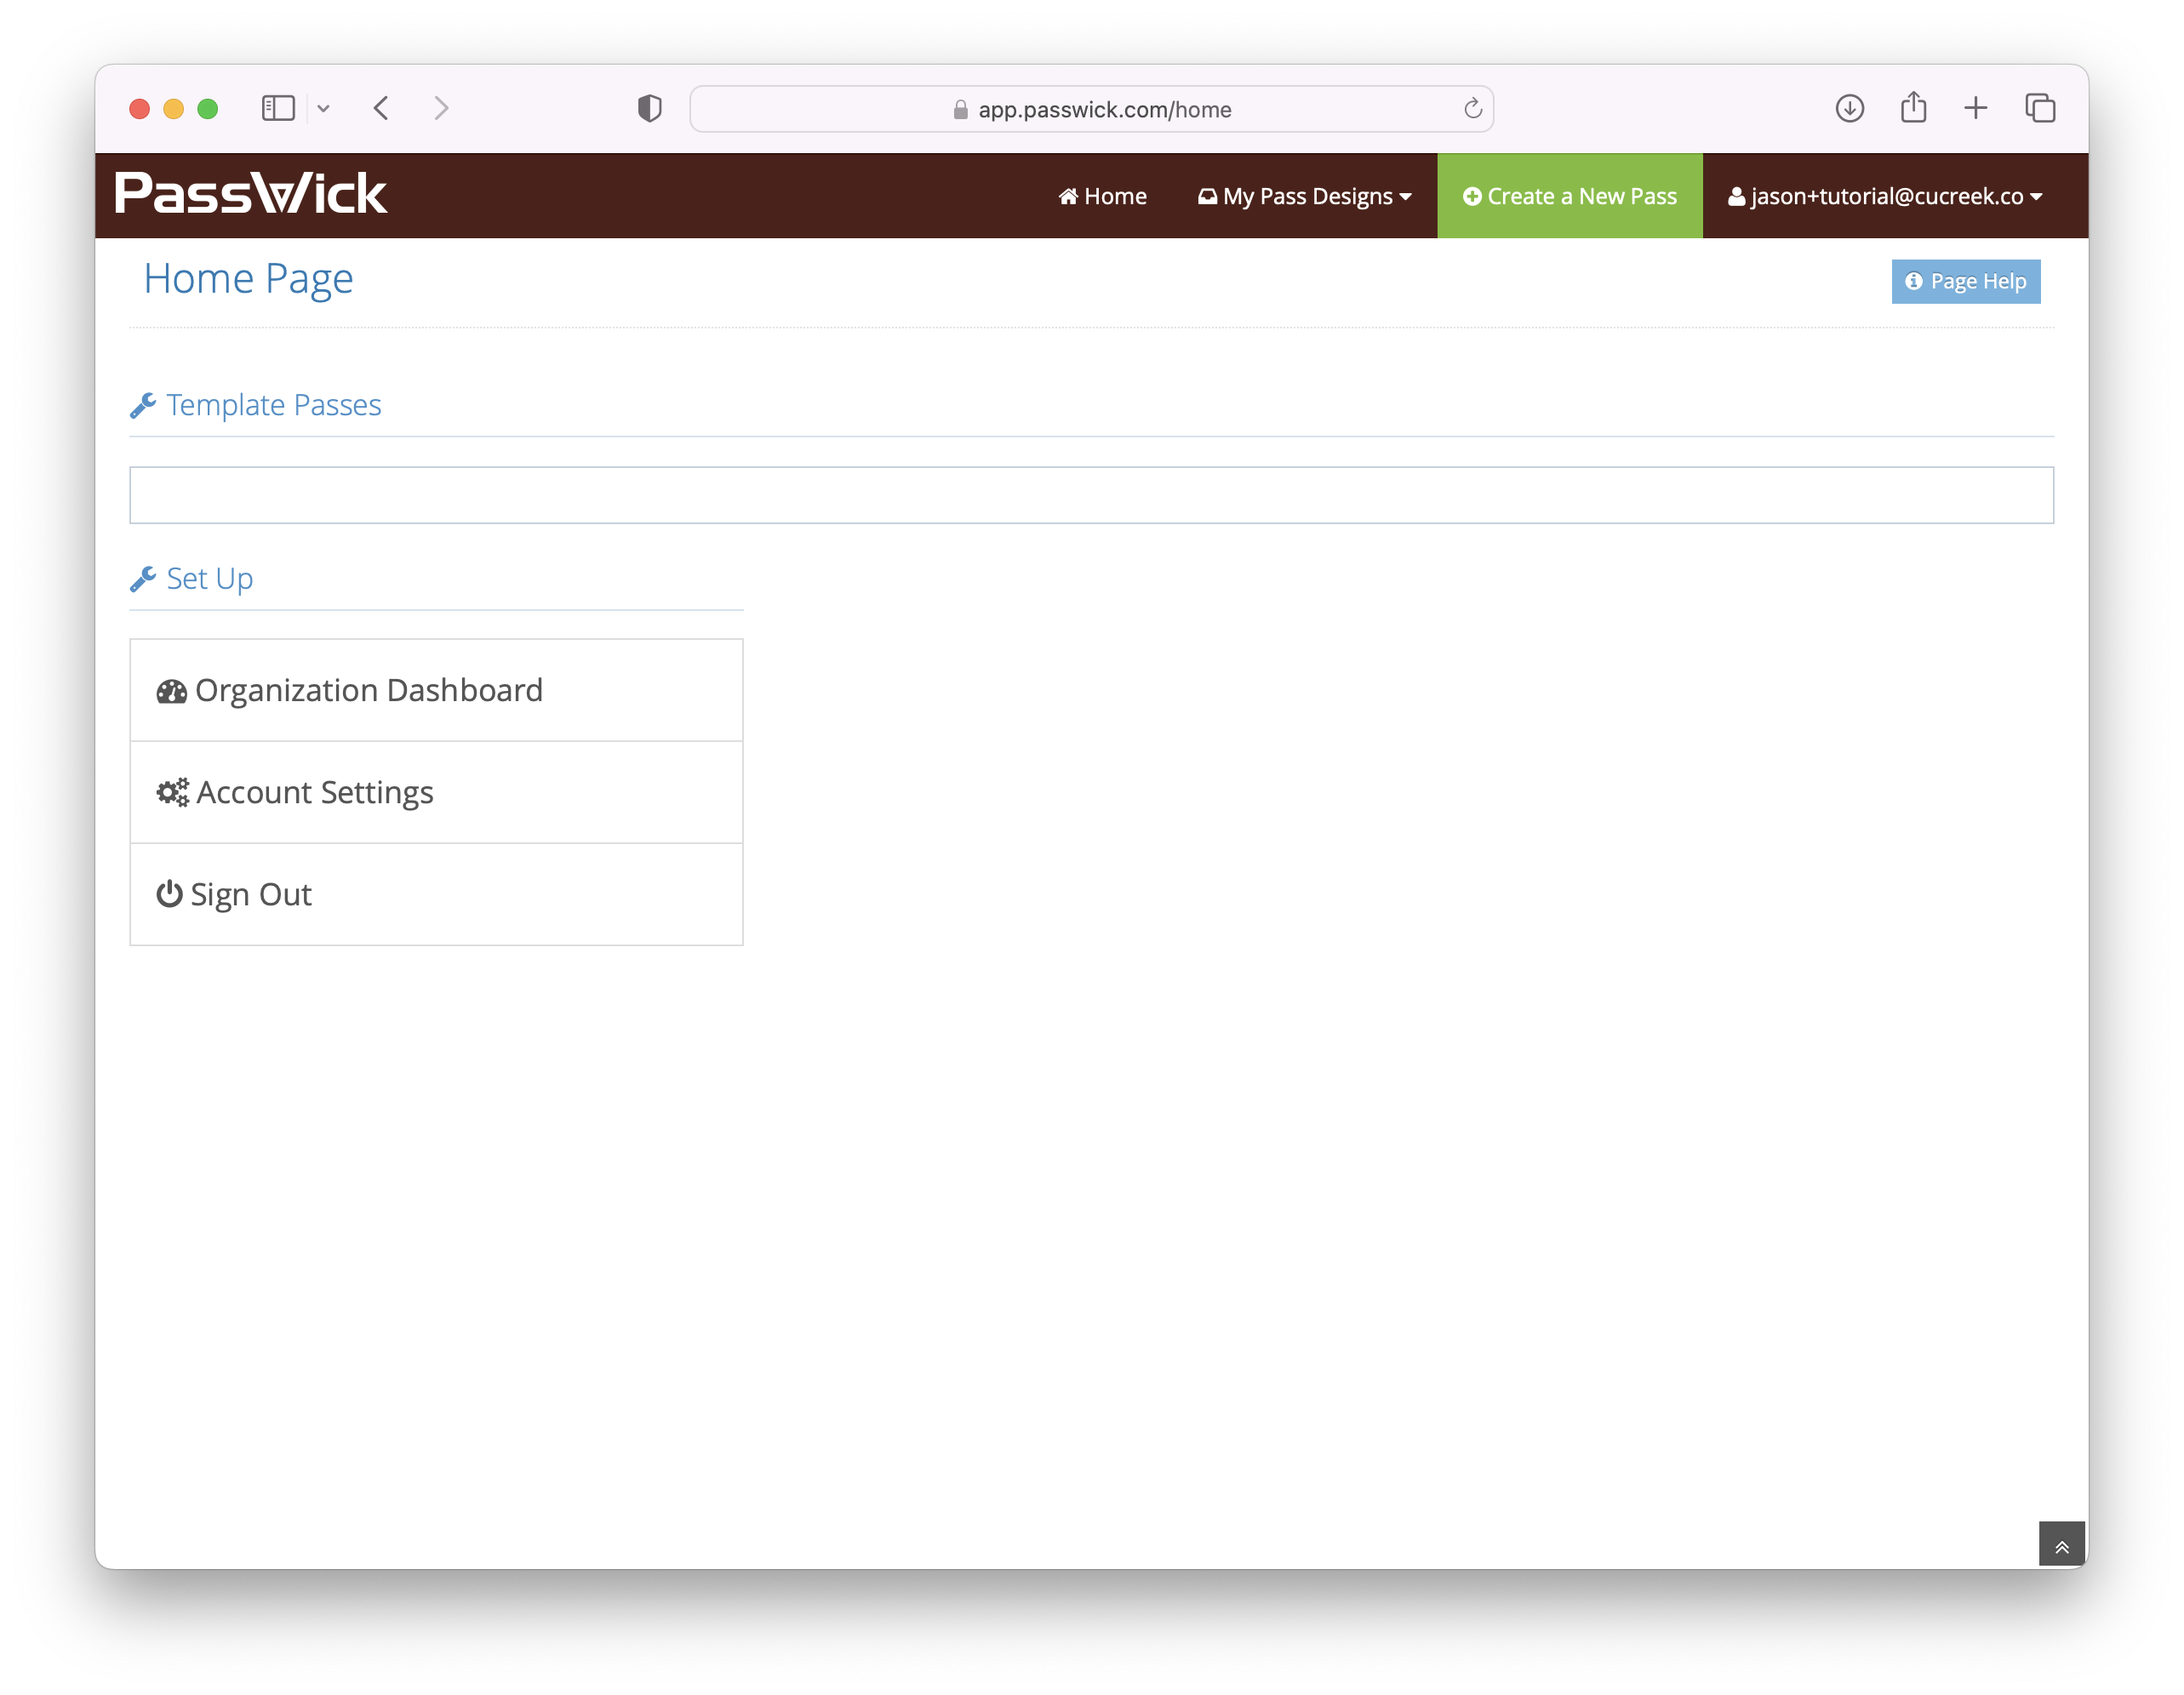 app.passwick.com/home
PassWick
Home My Pass Designs Create a New Pass jason+tutorial@cucreek.co
Home Page
Page Help
Template Passes
Set Up
Organization Dashboard
Account Settings
Sign Out